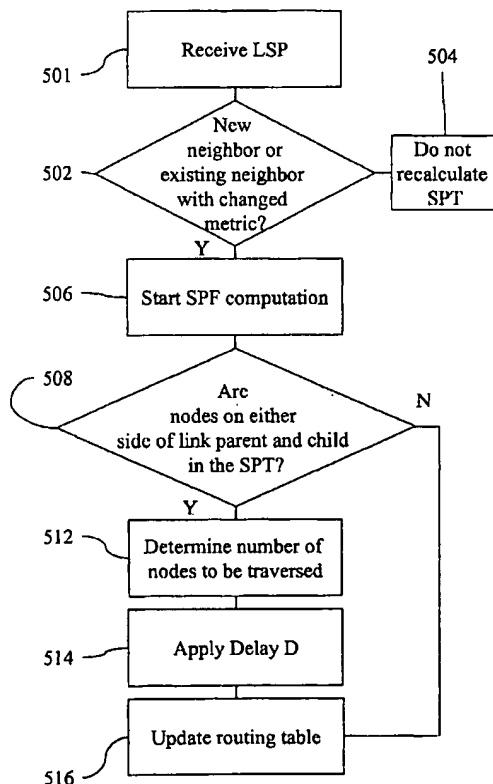 501
Receive LSP
504
502
New
neighbor or
existing neighbor
with changed
metric?
Do not
recalculate
SPT
Y
506
Start SPF computation
508
Are
nodes on either
side of link parent and child
in the SPT?
N
Y
512
Determine number of
nodes to be traversed
514
Apply Delay D
516
Update routing table